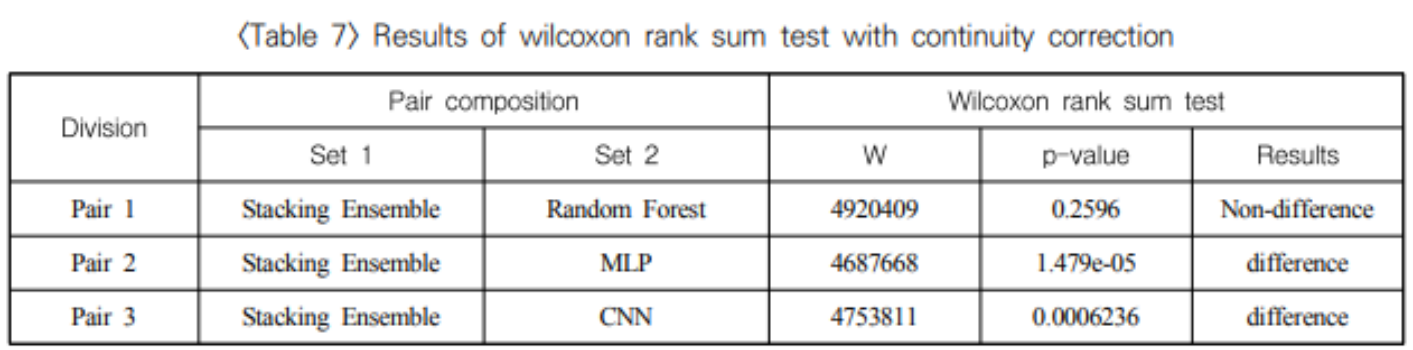 〈Table 7〉 Results of wilcoxon rank sum test with continuity correction
Division Pair composition Wilcoxon rank sum test
Set 1 Set 2 W p-value Results
Pair 1 Stacking Ensemble Random Forest 4920409 0.2596 Non-difference
Pair 2 Stacking Ensemble MLP 4687668 1.479e-05 difference
Pair 3 Stacking Ensemble CNN 4753811 0.0006236 difference